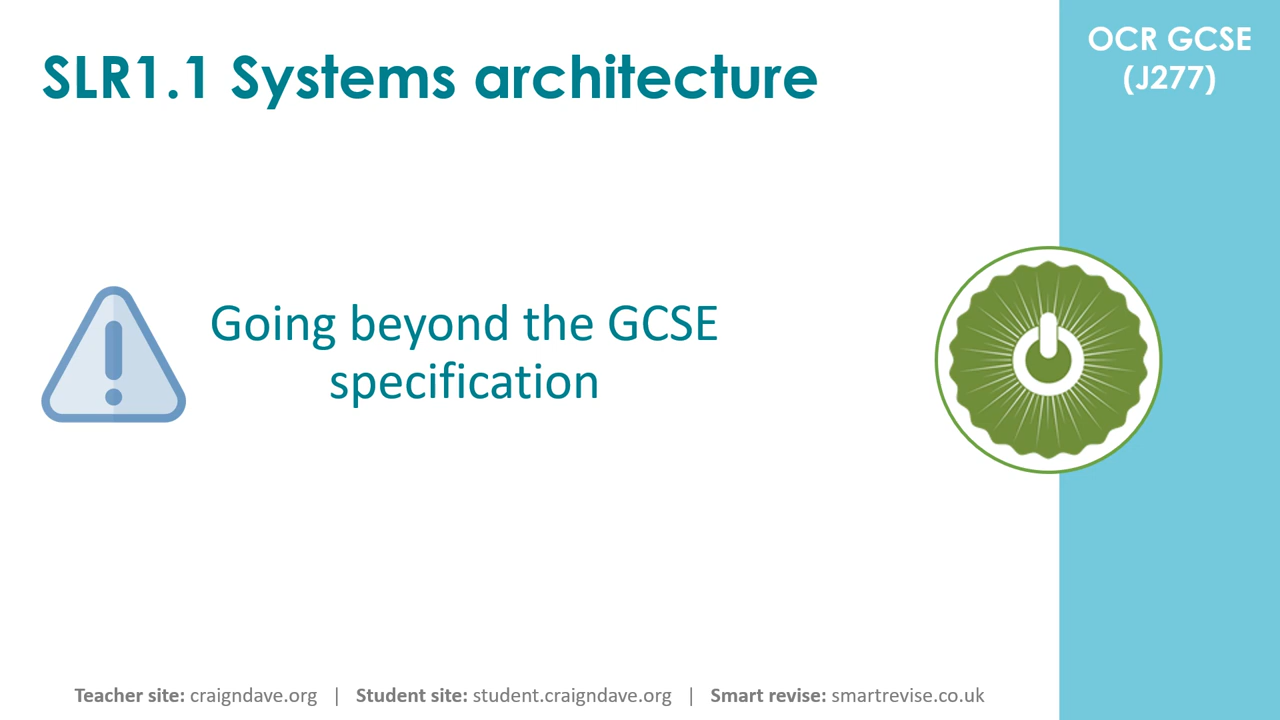 SLR1.1 Systems architecture
OCR GCSE
(J277)
Going beyond the GCSE
specification
Teacher site: craigndave.org | Student site: student.craigndave.org | Smart revise: smartrevise.co.uk